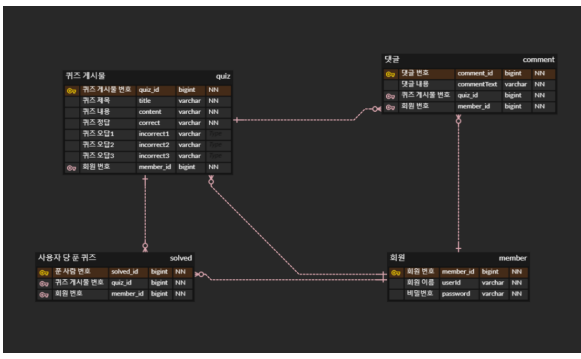 퀴즈 게시물 quiz
퀴즈 게시물 번호 quiz_id bigint NN
퀴즈 제목 title varchar NN
퀴즈 내용 content varchar NN
퀴즈 정답 correct varchar NN
퀴즈 오답1 incorrect1 varchar Type
퀴즈 오답2 incorrect2 varchar Type
퀴즈 오답3 incorrect3 varchar Type
회원 번호 member_id bigint NN
댓글 comment
댓글 번호 comment_id bigint NN
댓글 내용 commentText varchar NN
퀴즈 게시물 번호 quiz_id bigint NN
회원 번호 member_id bigint NN
사용자 당 푼 퀴즈 solved
푼 사람 번호 solved_id bigint NN
퀴즈 게시물 번호 quiz_id bigint NN
회원 번호 member_id bigint NN
회원 member
회원 번호 member_id bigint NN
회원 이름 userId varchar NN
비밀번호 password varchar NN